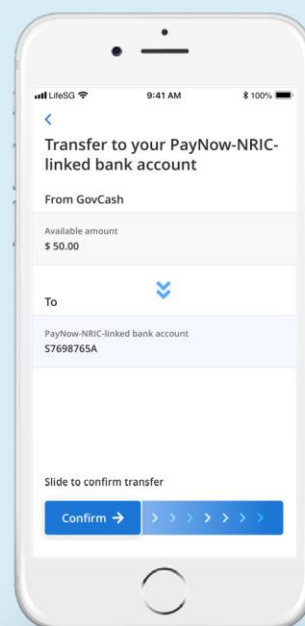 LifeSG 9:41 AM 100%
Transfer to your PayNow-NRIC-
linked bank account
From GovCash
Available amount
$ 50.00
To
PayNow-NRIC-linked bank account
S7698765A
Slide to confirm transfer
Confirm →